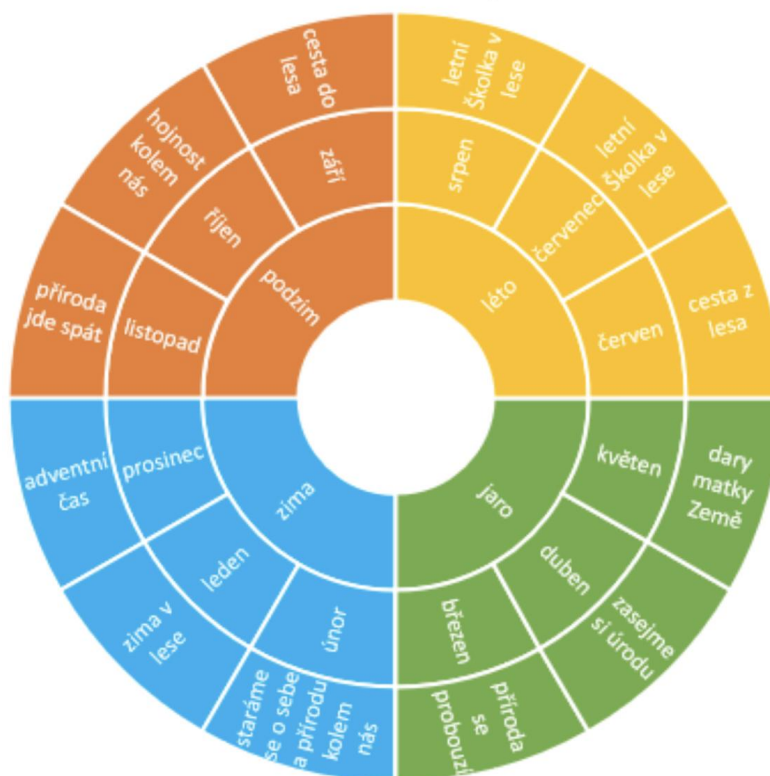 podzim
září
cesta do
lesa
říjen
hojnost
kolem
nás
listopad
příroda
jde spát
zima
prosinec
adventní
čas
leden
zima v
lese
únor
staráme
se o sebe
a přírodu
kolem
nás
jaro
březen
příroda
se
probouzí
duben
zasejme
si úrodu
květen
dary
matky
Země
léto
červen
cesta z
lesa
červenec
letní
Školka v
lese
srpen
letní
Školka v
lese